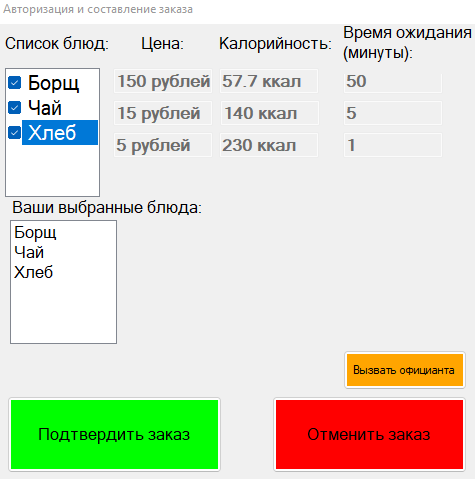 Авторизация и составление заказа
Список блюд: Цена: Калорийность: Время ожидания (минуты):
Борщ 150 рублей 57.7 ккал 50
Чай 15 рублей 140 ккал 5
Хлеб 5 рублей 230 ккал 1
Ваши выбранные блюда:
Борщ
Чай
Хлеб
Вызвать официанта
Подтвердить заказ Отменить заказ